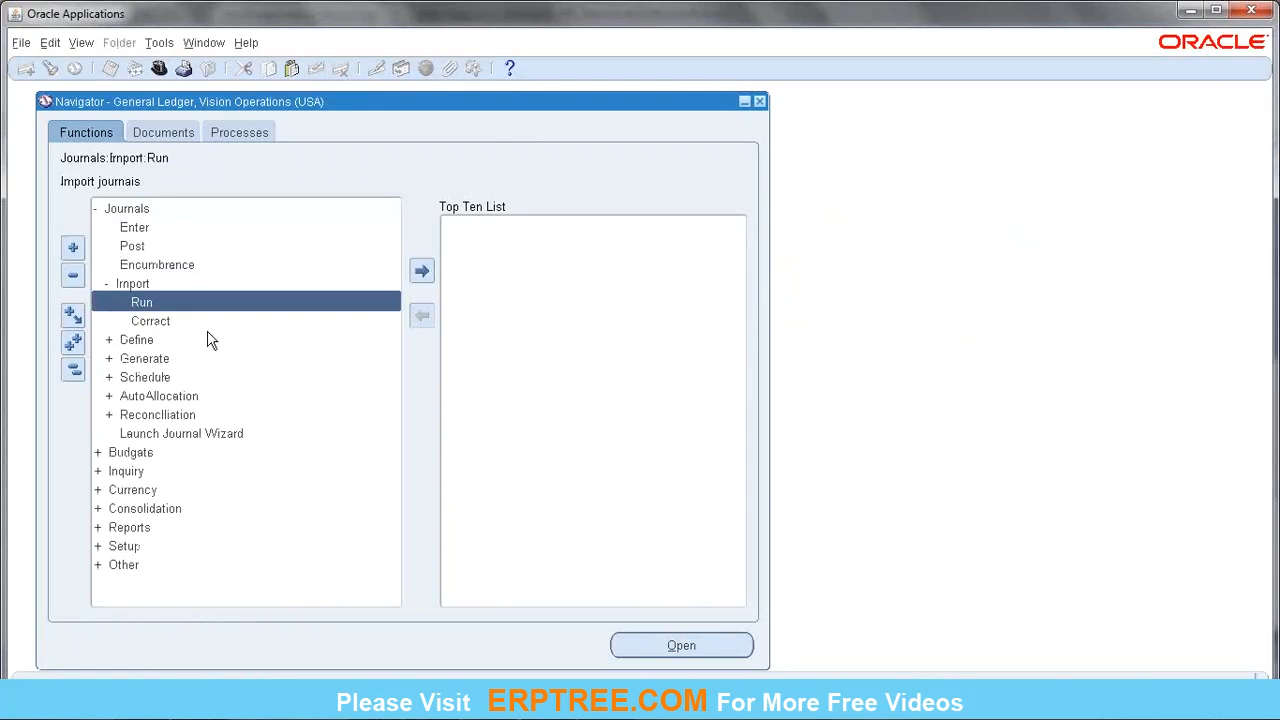 Oracle Applications
File Edit View Folder Tools Window Help
ORACLE
Navigator - General Ledger, Vision Operations (USA)
Functions Documents Processes
Journals:Import:Run
Import journals
Top Ten List
- Journals
Enter
Post
Encumbrance
- Import
Run
Correct
+ Define
+ Generate
+ Schedule
+ AutoAllocation
+ Reconciliation
Launch Journal Wizard
+ Budgets
+ Inquiry
+ Currency
+ Consolidation
+ Reports
+ Setup
+ Other
Open
Please Visit ERPTREE.COM For More Free Videos